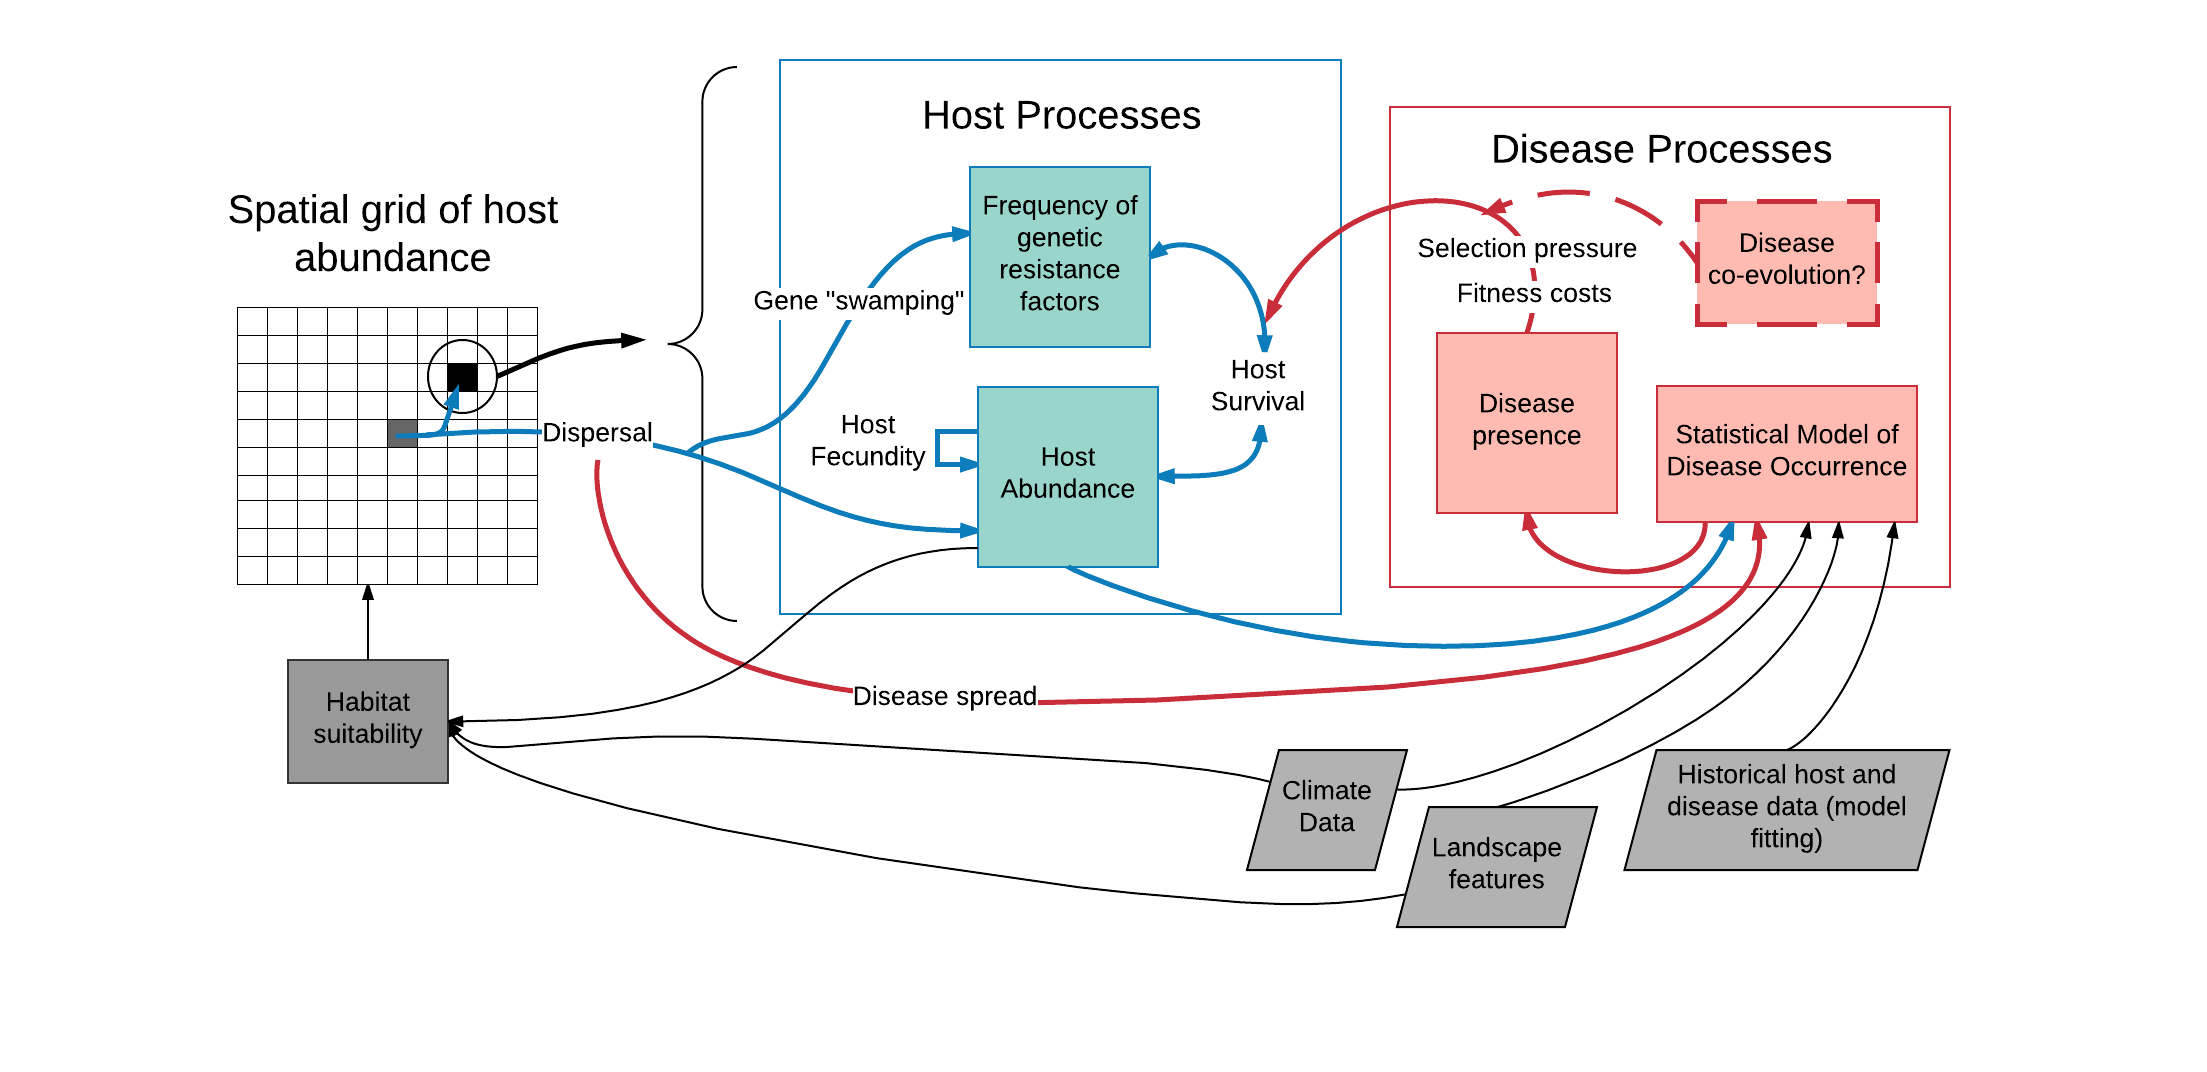 Spatial grid of host
abundance
Dispersal
Habitat
suitability
Host Processes
Frequency of
genetic
resistance
factors
Gene "swamping"
Host
Fecundity
Host
Abundance
Host
Survival
Disease Processes
Selection pressure
Fitness costs
Disease
co-evolution?
Disease
presence
Statistical Model of
Disease Occurrence
Disease spread
Climate
Data
Landscape
features
Historical host and
disease data (model
fitting)